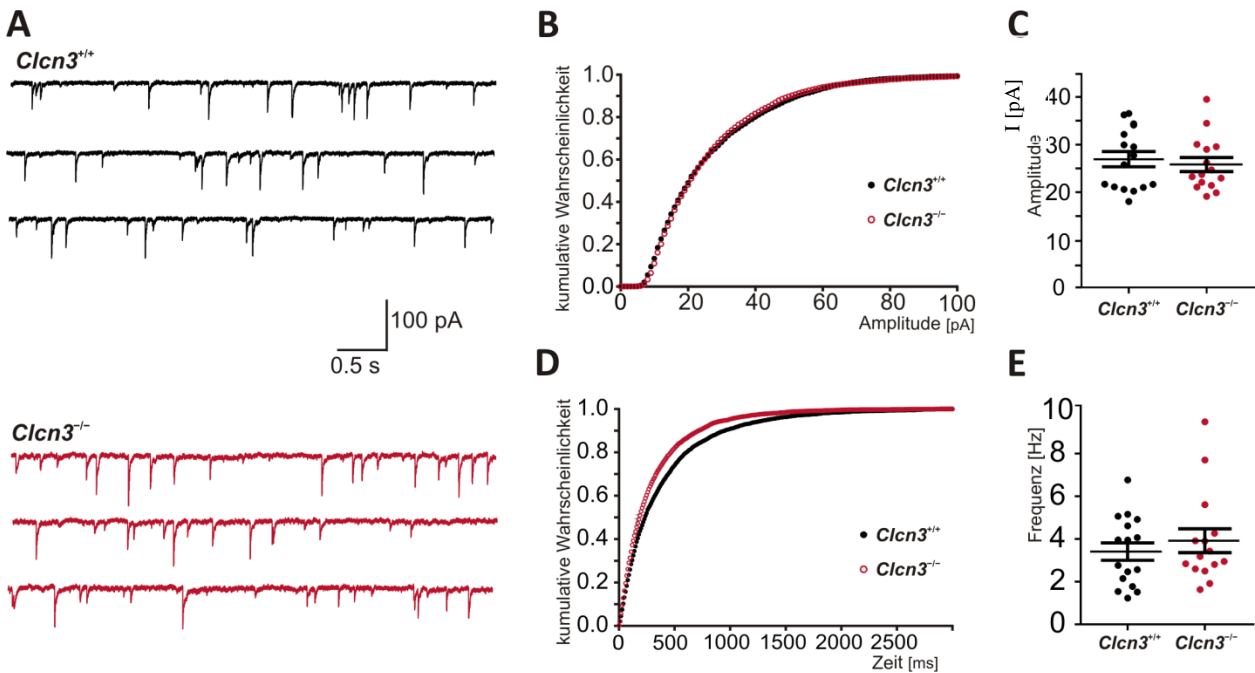 A
Clcn3+/+
100 pA
0.5 s
Clcn3−/−
B
kumulative Wahrscheinlichkeit
1.0
0.8
0.6
0.4
0.2
0.0
0
20
40
60
80
100
Amplitude [pA]
Clcn3+/+
Clcn3−/−
C
I [pA]
Amplitude
40
30
20
10
0
Clcn3+/+
Clcn3−/−
D
kumulative Wahrscheinlichkeit
1.0
0.8
0.6
0.4
0.2
0.0
0
500
1000
1500
2000
2500
Zeit [ms]
Clcn3+/+
Clcn3−/−
E
Frequenz [Hz]
10
8
6
4
2
0
Clcn3+/+
Clcn3−/−